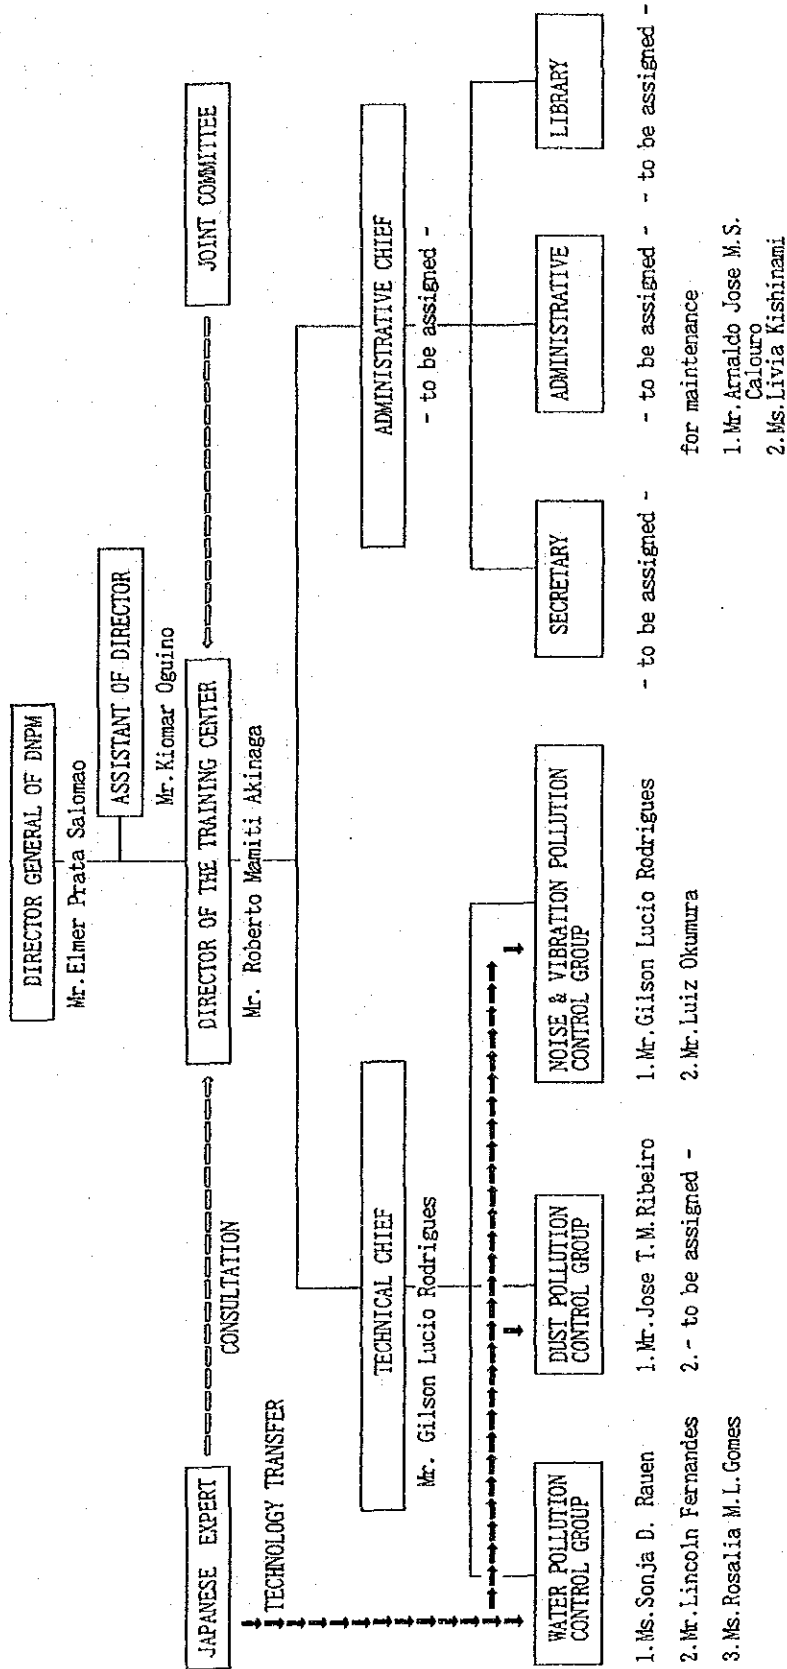 DIRECTOR GENERAL OF DNPM
Mr.Elmer Prata Salomao
ASSISTANT OF DIRECTOR
Mr.Kiomar Oguino
JAPANESE EXPERT
DIRECTOR OF THE TRAINING CENTER
JOINT COMMITTEE
CONSULTATION
Mr. Roberto Mamiti Akinaga
TECHNOLOGY TRANSFER
TECHNICAL CHIEF
ADMINISTRATIVE CHIEF
Mr. Gilson Lucio Rodrigues
- to be assigned -
WATER POLLUTION
CONTROL GROUP
DUST POLLUTION
CONTROL GROUP
NOISE & VIBRATION POLLUTION
CONTROL GROUP
SECRETARY
ADMINISTRATIVE
LIBRARY
1.Ms.Sonja D. Rauen
2.Mr.Lincoln Fernandes
3.Ms.Rosalia M.L.Gomes
1.Mr.Jose T.M.Ribeiro
2.- to be assigned -
1.Mr.Gilson Lucio Rodrigues
2.Mr.Luiz Okumura
- to be assigned -
- to be assigned -
for maintenance
1.Mr.Arnaldo Jose M.S.
Calouro
2.Ms.Livia Kishinami
- to be assigned -